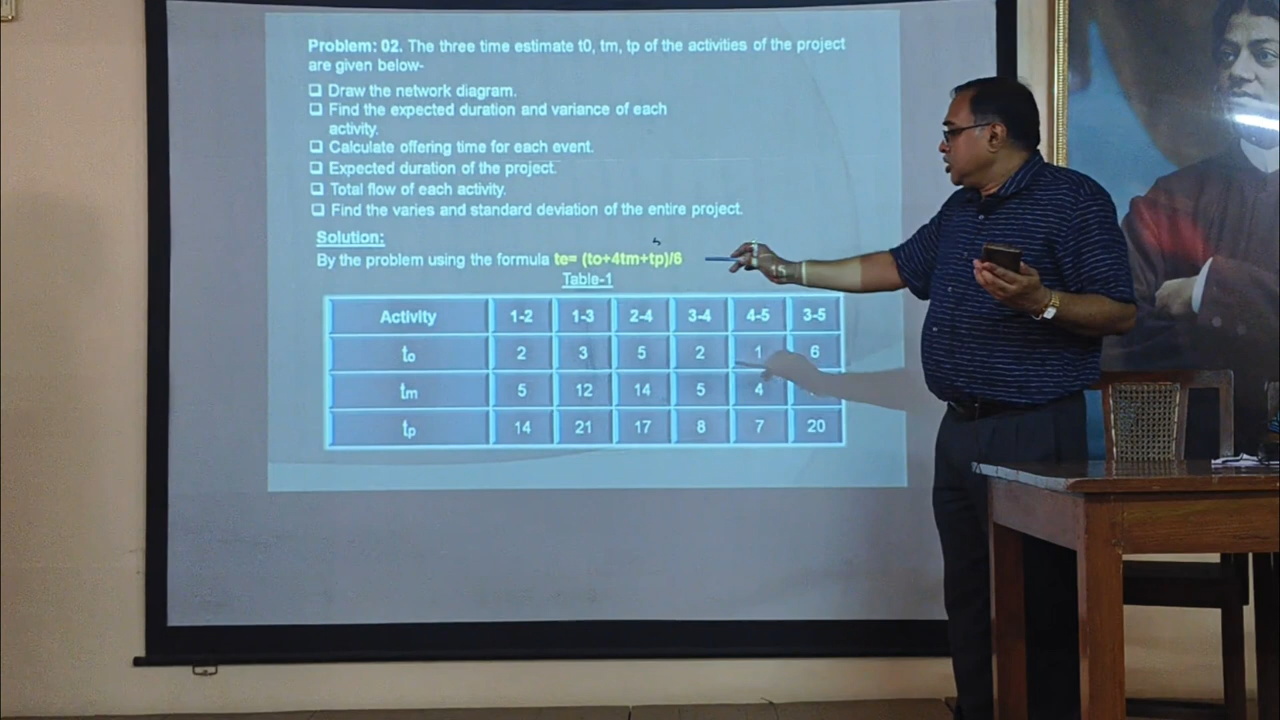 Problem: 02. The three time estimate t0, tm, tp of the activities of the project
are given below-
❑ Draw the network diagram.
❑ Find the expected duration and variance of each
activity.
❑ Calculate offering time for each event.
❑ Expected duration of the project.
❑ Total flow of each activity.
❑ Find the varies and standard deviation of the entire project.
Solution:
By the problem using the formula te= (to+4tm+tp)/6
Table-1
Activity 1-2 1-3 2-4 3-4 4-5 3-5
to 2 3 5 2 1 6
tm 5 12 14 5 4
tp 14 21 17 8 7 20
15